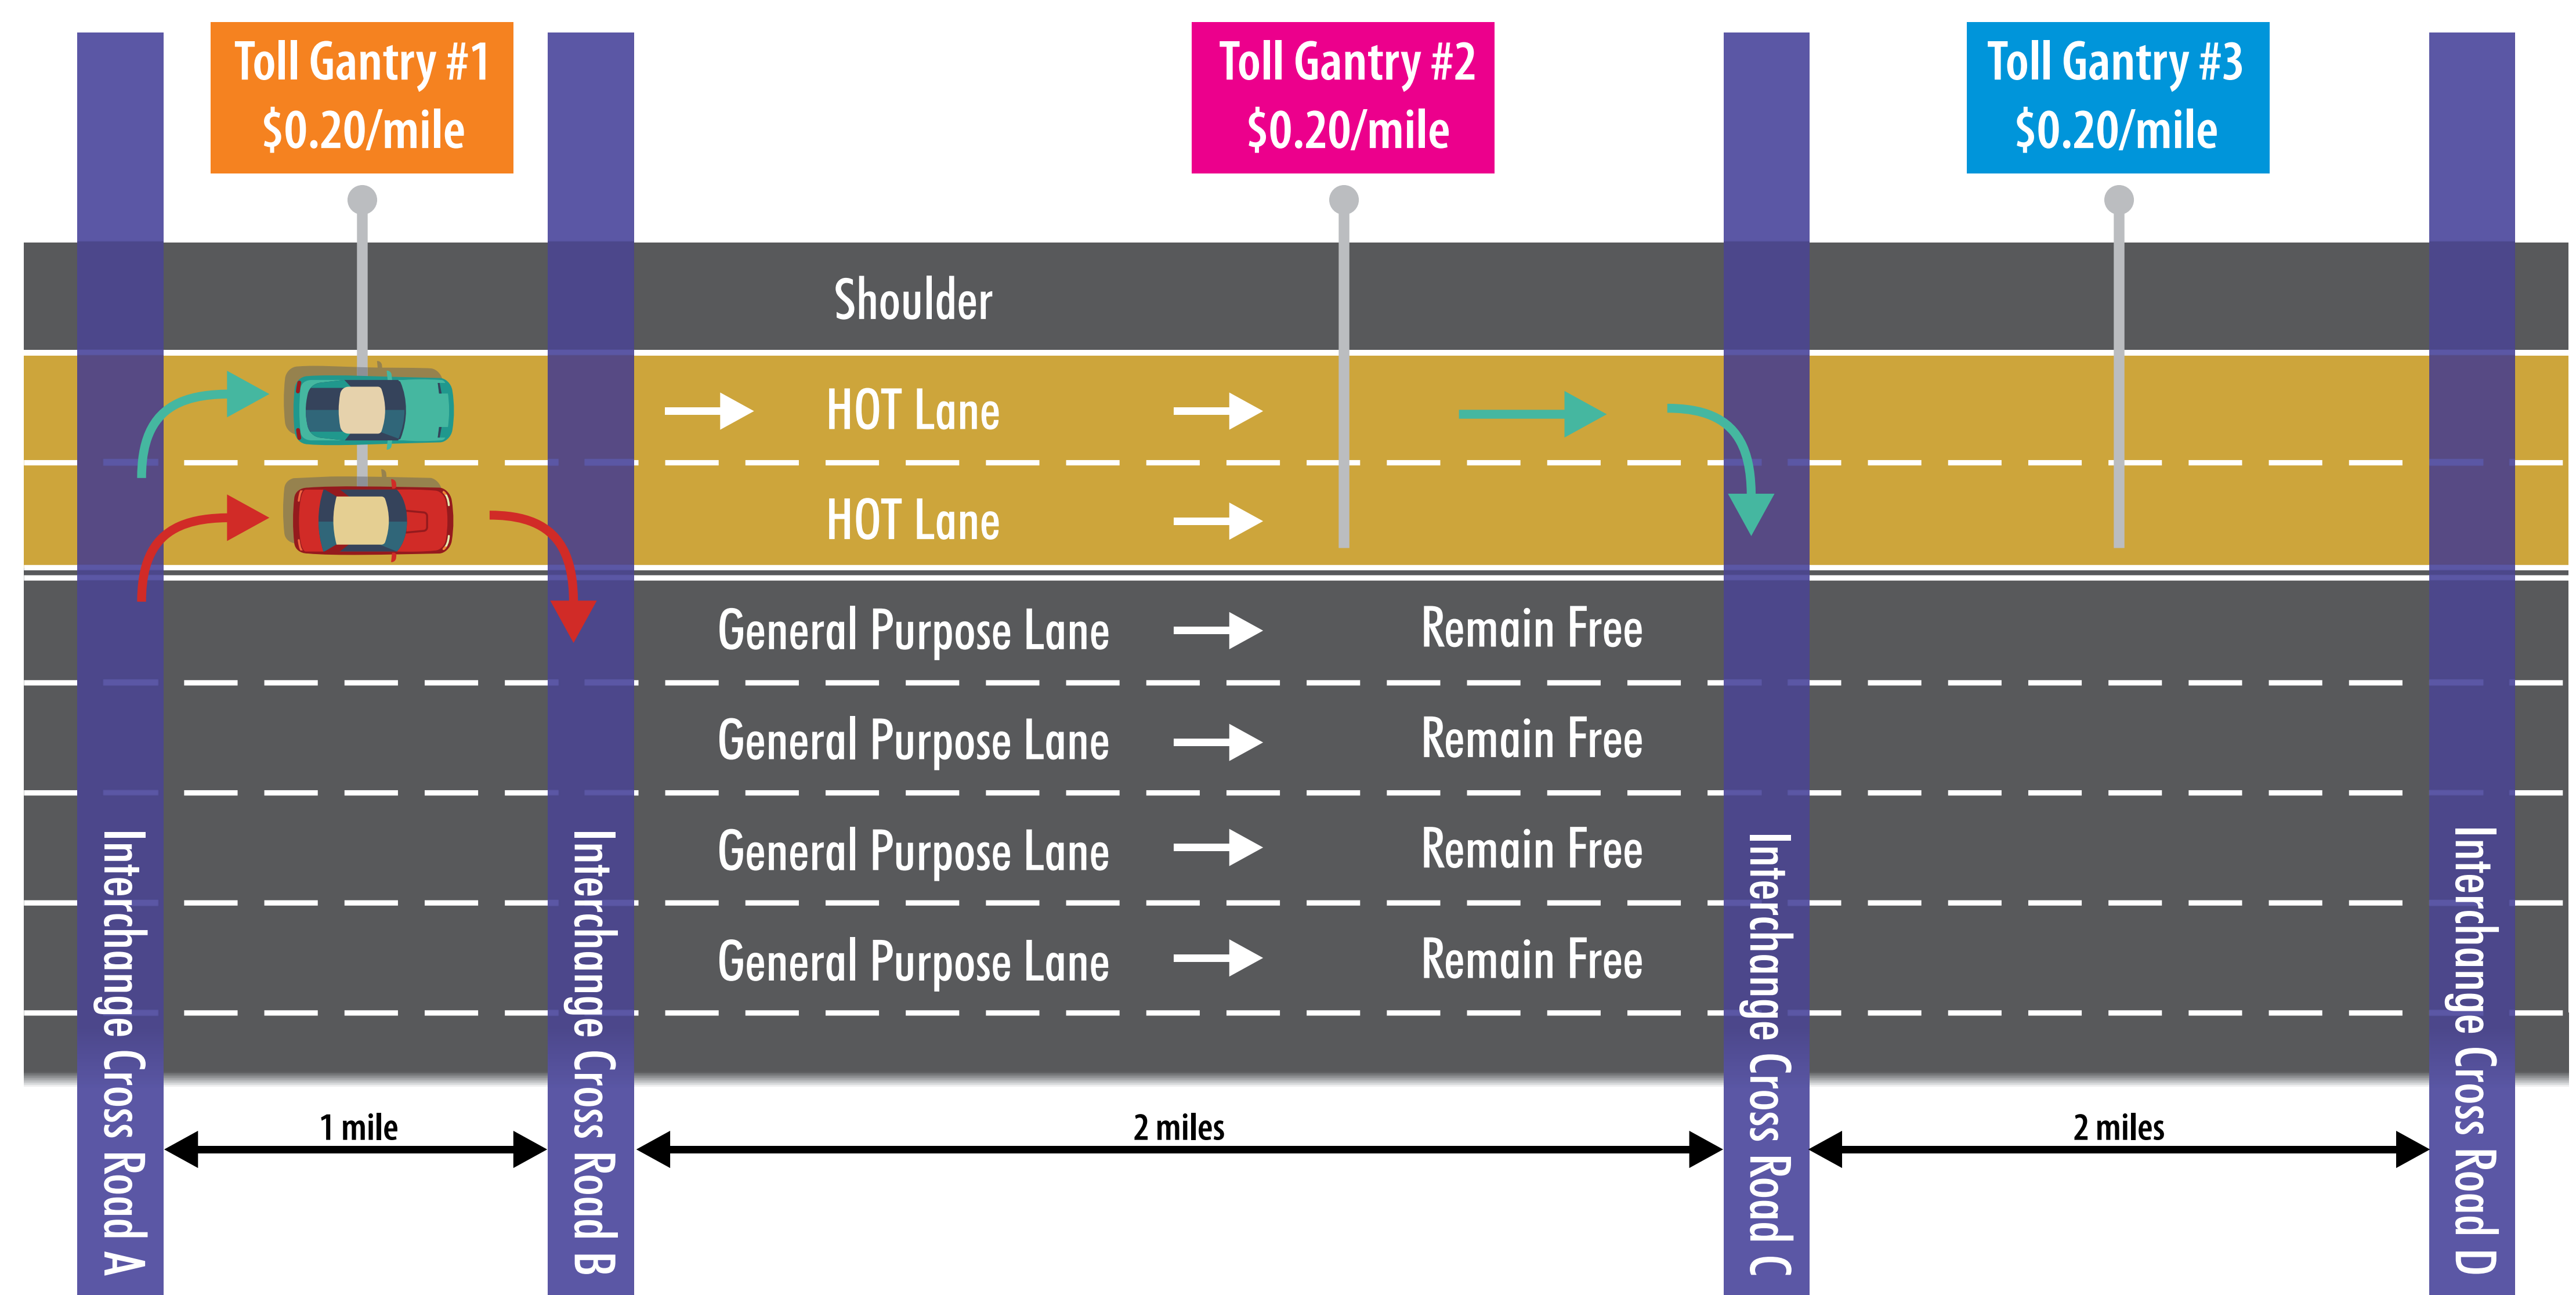 Toll Gantry #1
$0.20/mile
Toll Gantry #2
$0.20/mile
Toll Gantry #3
$0.20/mile
Shoulder
HOT Lane
HOT Lane
General Purpose Lane Remain Free
General Purpose Lane Remain Free
General Purpose Lane Remain Free
General Purpose Lane Remain Free
Interchange Cross Road A
Interchange Cross Road B
Interchange Cross Road C
Interchange Cross Road D
1 mile
2 miles
2 miles